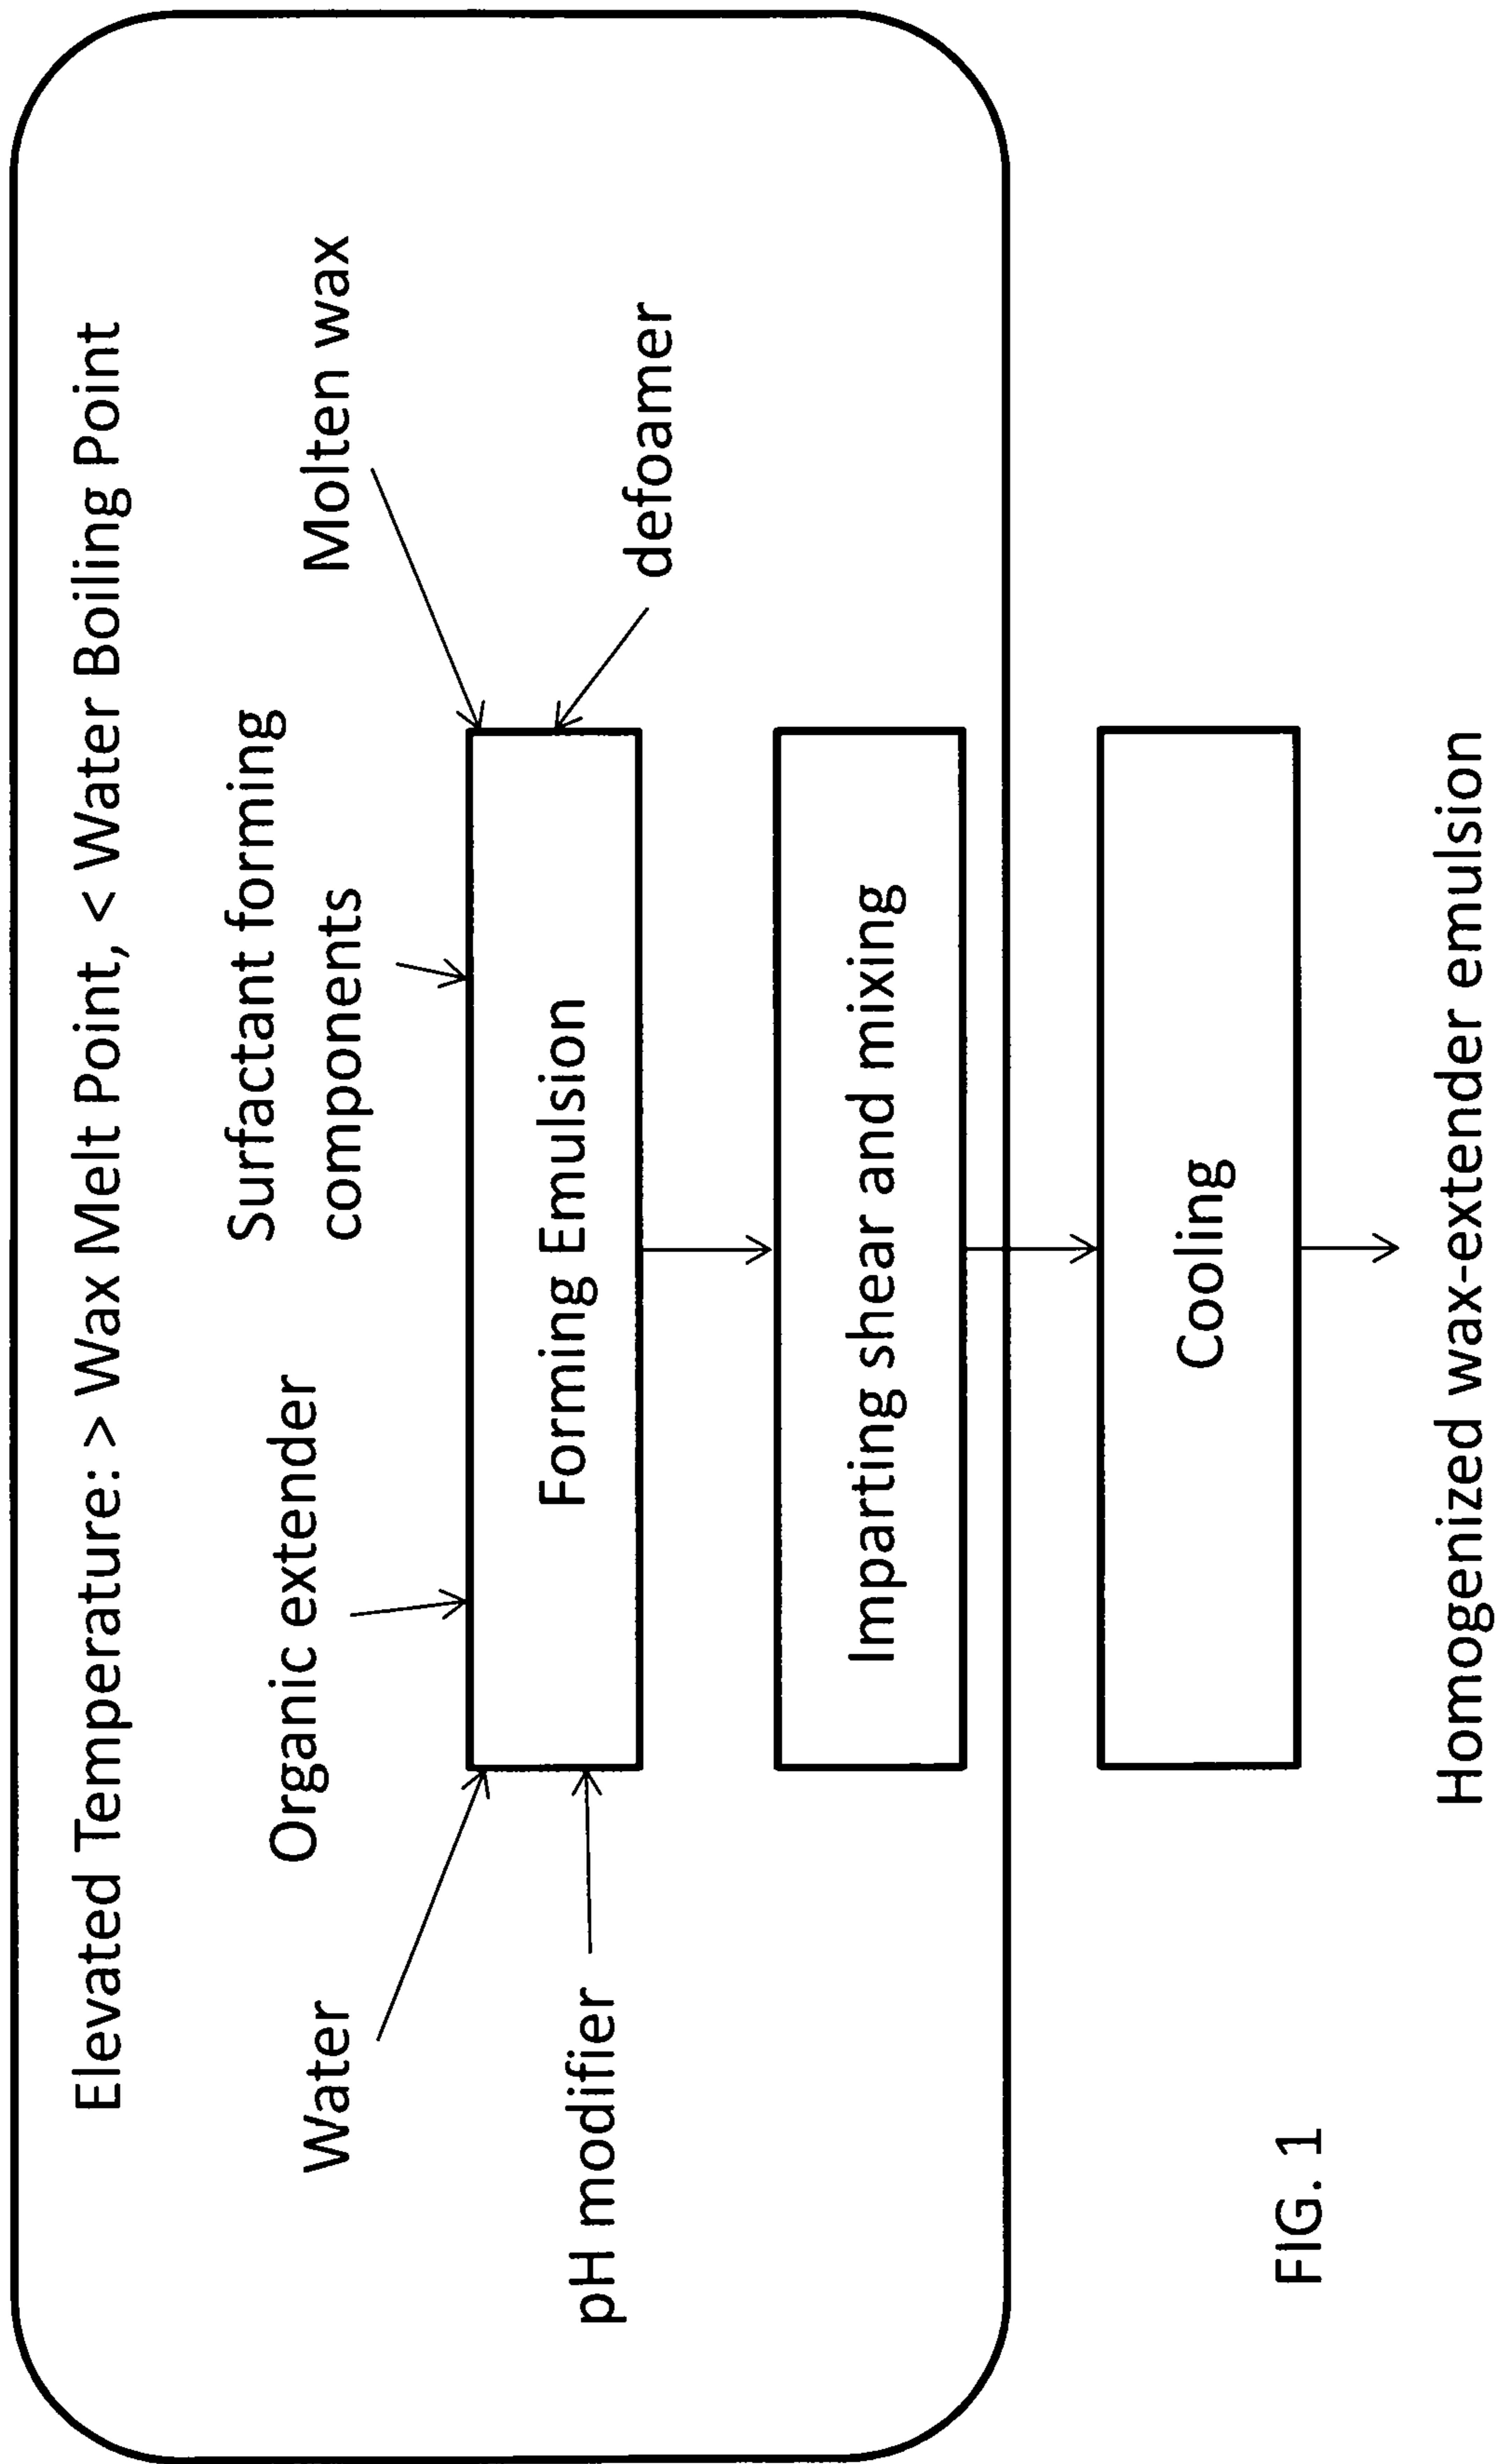 Elevated Temperature: > Wax Melt Point, < Water Boiling Point
Water
Organic extender
Surfactant forming
components
Molten wax
pH modifier
defoamer
Forming Emulsion
Imparting shear and mixing
Cooling
Homogenized wax-extender emulsion
FIG. 1